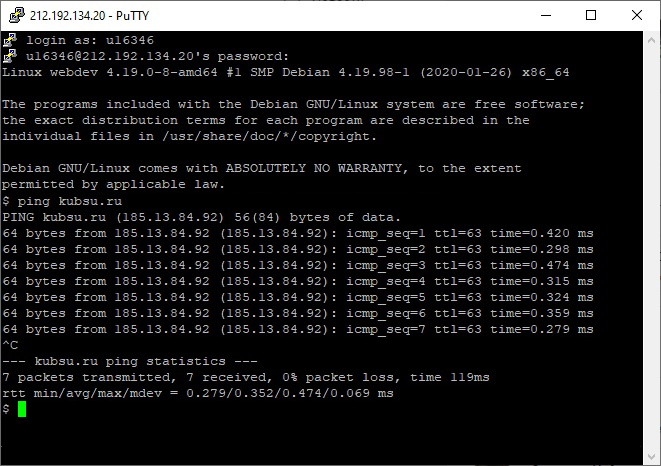 212.192.134.20 - PuTTY
login as: u16346
u16346@212.192.134.20's password:
Linux webdev 4.19.0-8-amd64 #1 SMP Debian 4.19.98-1 (2020-01-26) x86_64
The programs included with the Debian GNU/Linux system are free software;
the exact distribution terms for each program are described in the
individual files in /usr/share/doc/*/copyright.
Debian GNU/Linux comes with ABSOLUTELY NO WARRANTY, to the extent
permitted by applicable law.
$ ping kubsu.ru
PING kubsu.ru (185.13.84.92) 56(84) bytes of data.
64 bytes from 185.13.84.92 (185.13.84.92): icmp_seq=1 ttl=63 time=0.420 ms
64 bytes from 185.13.84.92 (185.13.84.92): icmp_seq=2 ttl=63 time=0.298 ms
64 bytes from 185.13.84.92 (185.13.84.92): icmp_seq=3 ttl=63 time=0.474 ms
64 bytes from 185.13.84.92 (185.13.84.92): icmp_seq=4 ttl=63 time=0.315 ms
64 bytes from 185.13.84.92 (185.13.84.92): icmp_seq=5 ttl=63 time=0.324 ms
64 bytes from 185.13.84.92 (185.13.84.92): icmp_seq=6 ttl=63 time=0.359 ms
64 bytes from 185.13.84.92 (185.13.84.92): icmp_seq=7 ttl=63 time=0.279 ms
^C
--- kubsu.ru ping statistics ---
7 packets transmitted, 7 received, 0% packet loss, time 119ms
rtt min/avg/max/mdev = 0.279/0.352/0.474/0.069 ms
$